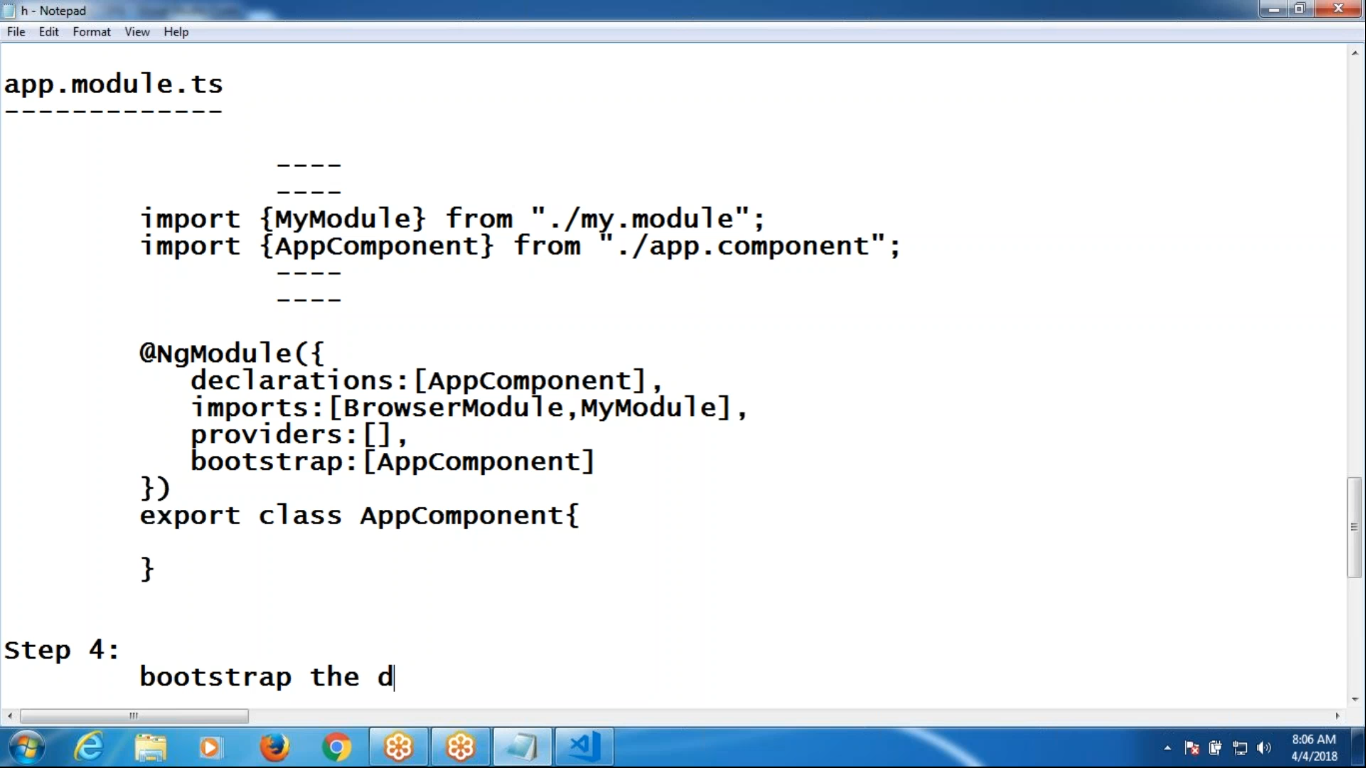 h - Notepad
File Edit Format View Help
app.module.ts
-------------
----
----
import {MyModule} from "./my.module";
import {AppComponent} from "./app.component";
----
----
@NgModule({
declarations:[AppComponent],
imports:[BrowserModule,MyModule],
providers:[],
bootstrap:[AppComponent]
})
export class AppComponent{
}
Step 4:
bootstrap the d
8:06 AM
4/4/2018